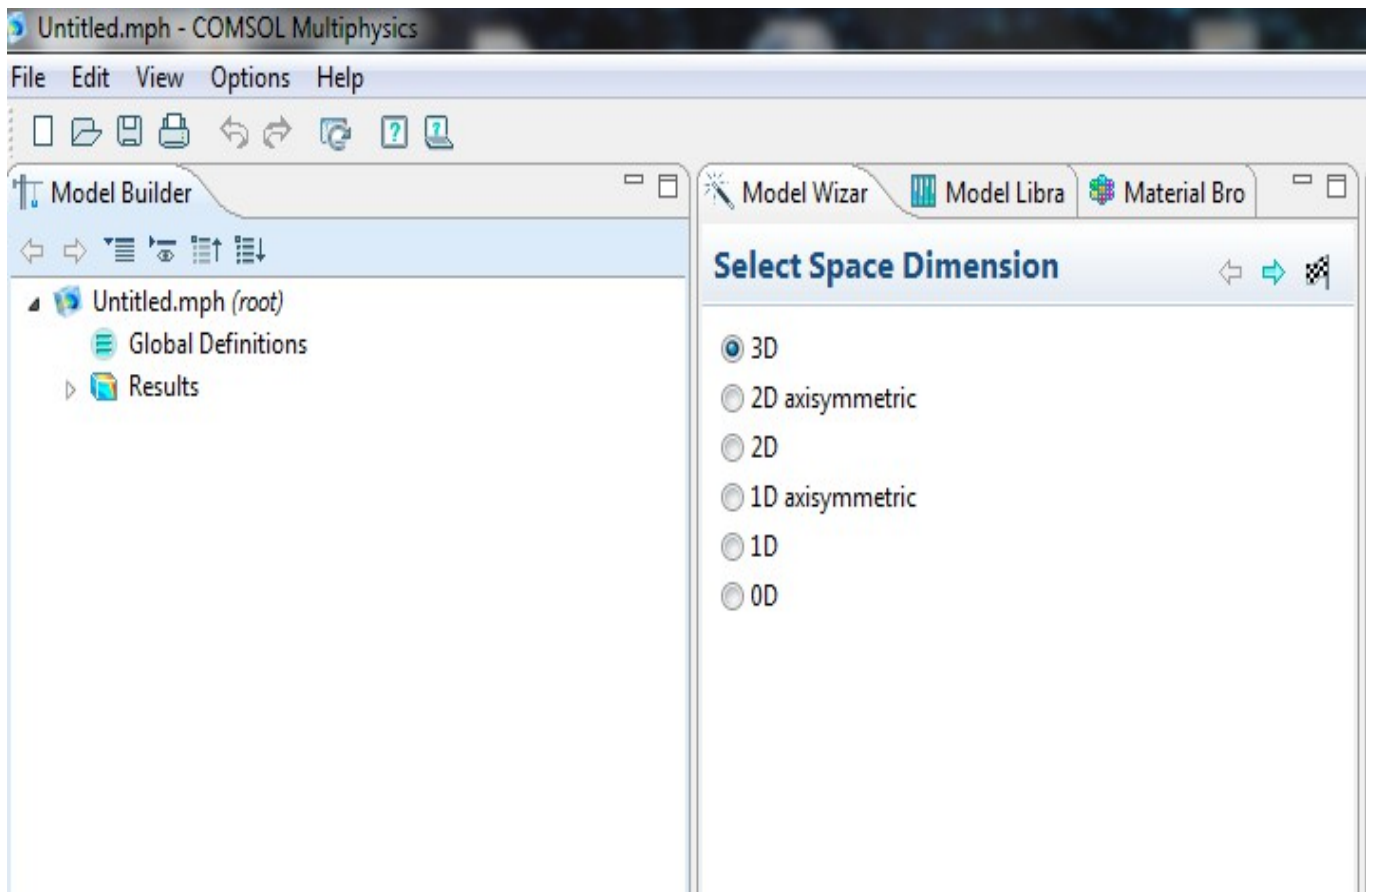 Untitled.mph - COMSOL Multiphysics
File Edit View Options Help
Model Builder
Untitled.mph (root)
Global Definitions
Results
Model Wizar
Model Libra
Material Bro
Select Space Dimension
3D
2D axisymmetric
2D
1D axisymmetric
1D
0D